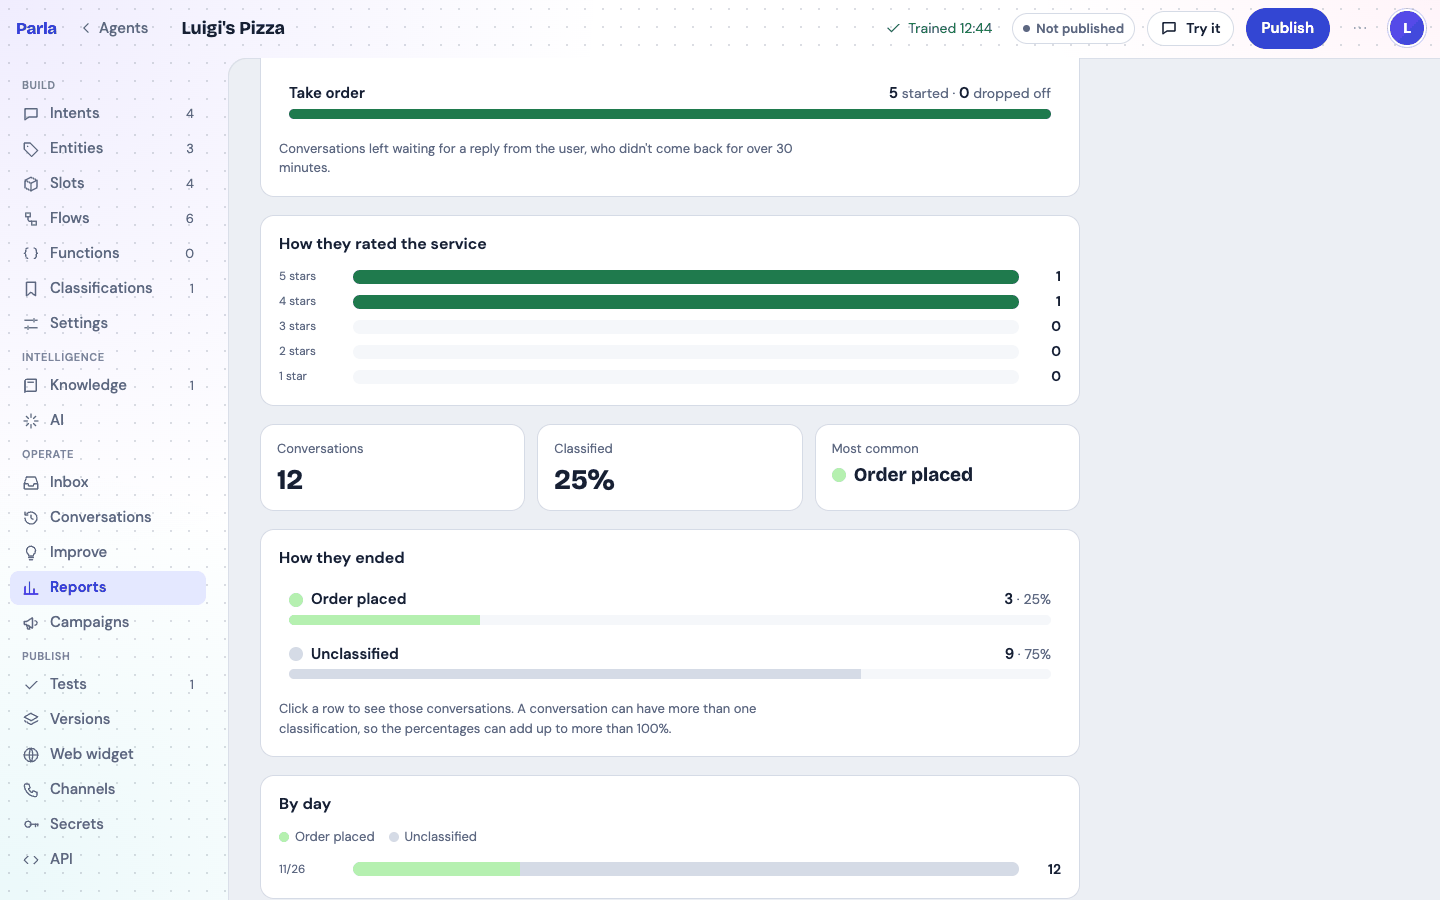 Parla
Agents
Luigi's Pizza
Trained 12:44
Not published
Try it
Publish
L
BUILD
Intents 4
Entities 3
Slots 4
Flows 6
Functions 0
Classifications 1
Settings
INTELLIGENCE
Knowledge 1
AI
OPERATE
Inbox
Conversations
Improve
Reports
Campaigns
PUBLISH
Tests 1
Versions
Web widget
Channels
Secrets
API
Take order 5 started · 0 dropped off
Conversations left waiting for a reply from the user, who didn't come back for over 30
minutes.
How they rated the service
5 stars 1
4 stars 1
3 stars 0
2 stars 0
1 star 0
Conversations
12
Classified
25%
Most common
Order placed
How they ended
Order placed 3 · 25%
Unclassified 9 · 75%
Click a row to see those conversations. A conversation can have more than one
classification, so the percentages can add up to more than 100%.
By day
Order placed Unclassified
11/26 12